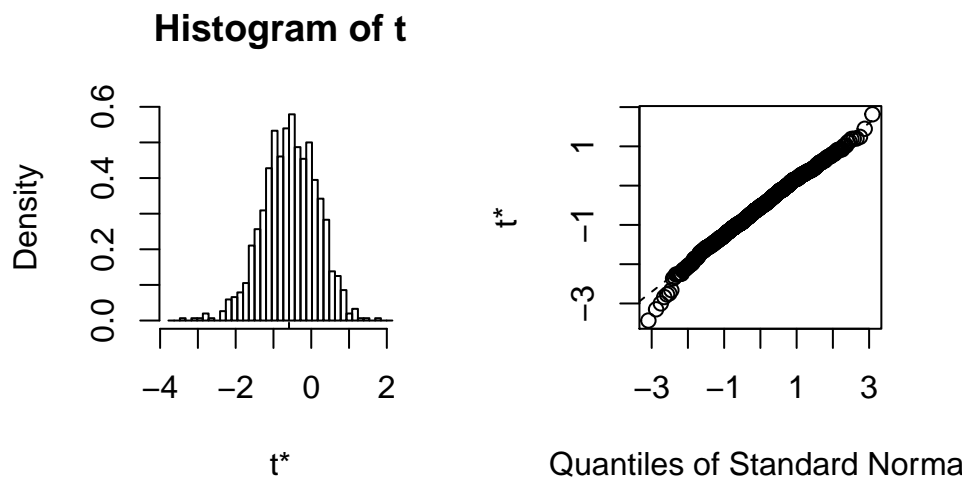 Histogram of t
Density
0.0 0.2 0.4 0.6
−4 −2 0 2
t*
t*
−3 −1 1
−3 −1 1 3
Quantiles of Standard Norma